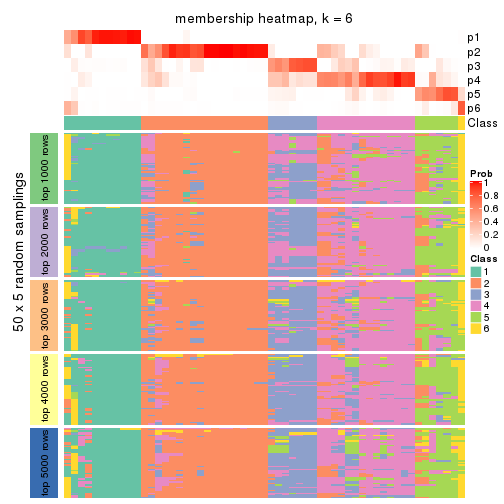 membership heatmap, k = 6
p1
p2
p3
p4
p5
p6
Class
50 x 5 random samplings
top 1000 rows
top 2000 rows
top 3000 rows
top 4000 rows
top 5000 rows
Prob
1
0.8
0.6
0.4
0.2
0
Class
1
2
3
4
5
6